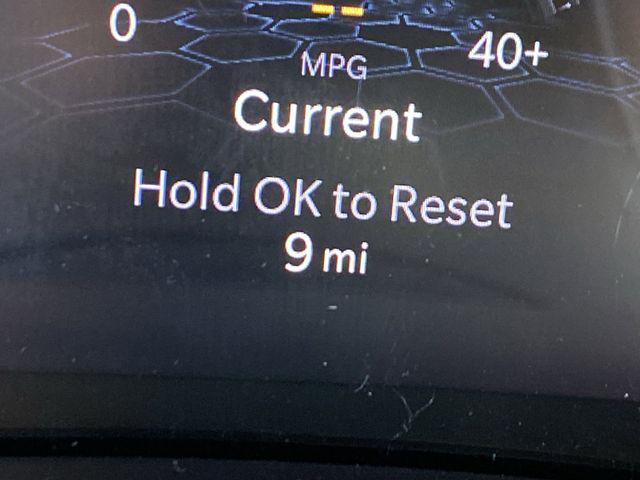 0
40+
MPG
Current
Hold OK to Reset
9 mi